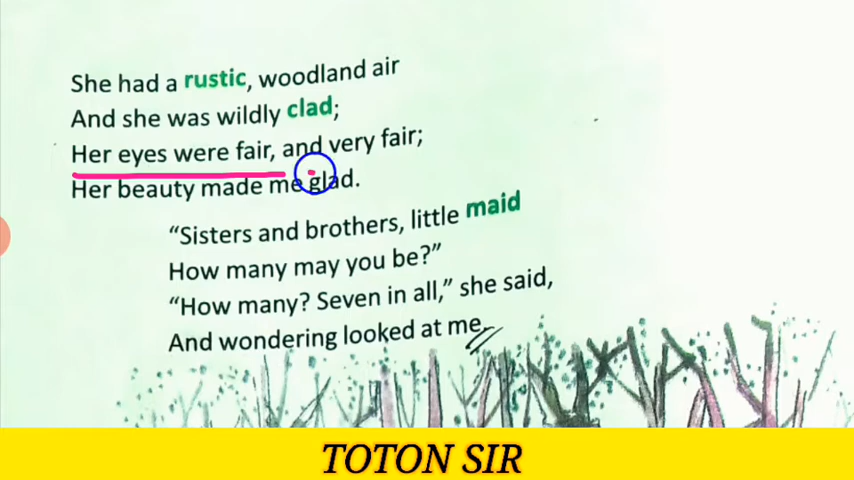 She had a rustic, woodland air
And she was wildly clad;
Her eyes were fair, and very fair;
Her beauty made me glad.
“Sisters and brothers, little maid
How many may you be?”
“How many? Seven in all,” she said,
And wondering looked at me.
TOTON SIR